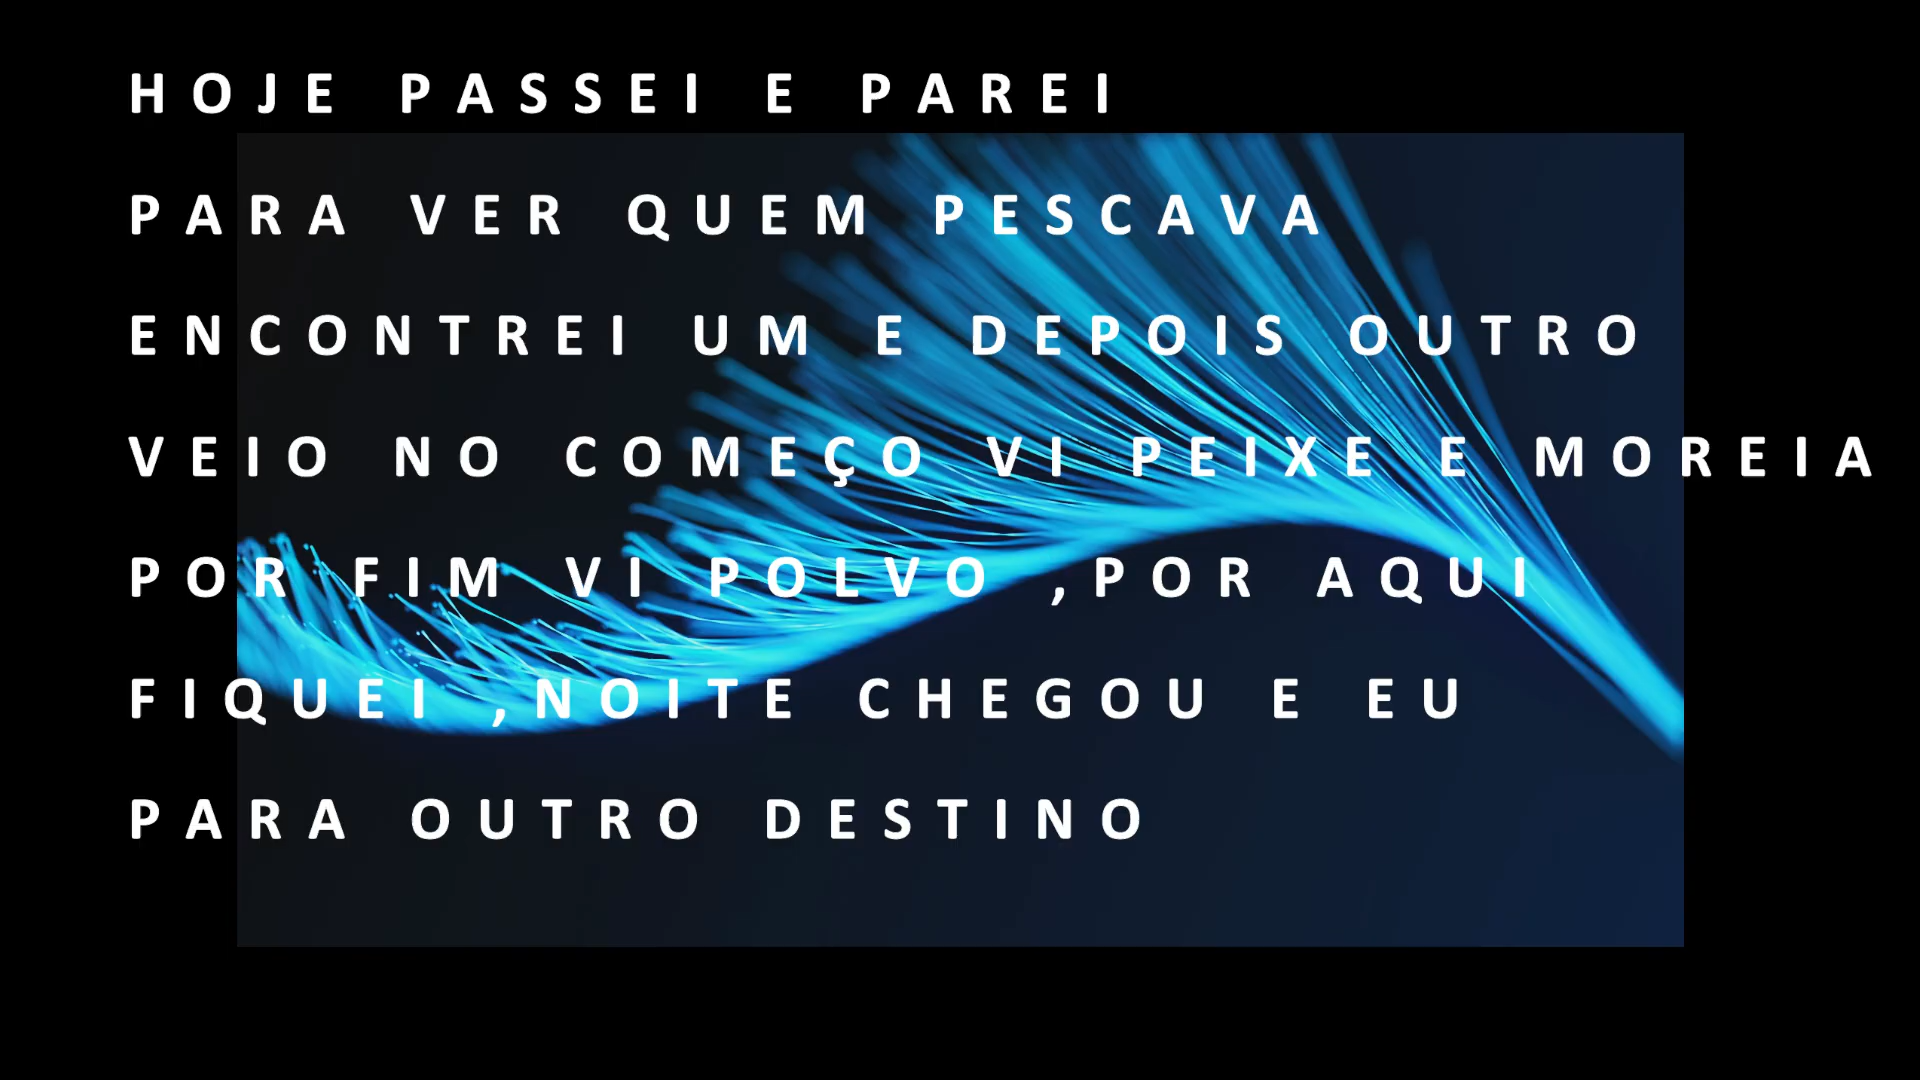 HOJE PASSEI E PAREI
PARA VER QUEM PESCAVA
ENCONTREI UM E DEPOIS OUTRO
VEIO NO COMEÇO VI PEIXE E MOREIA
POR FIM VI POLVO ,POR AQUI
FIQUEI ,NOITE CHEGOU E EU
PARA OUTRO DESTINO